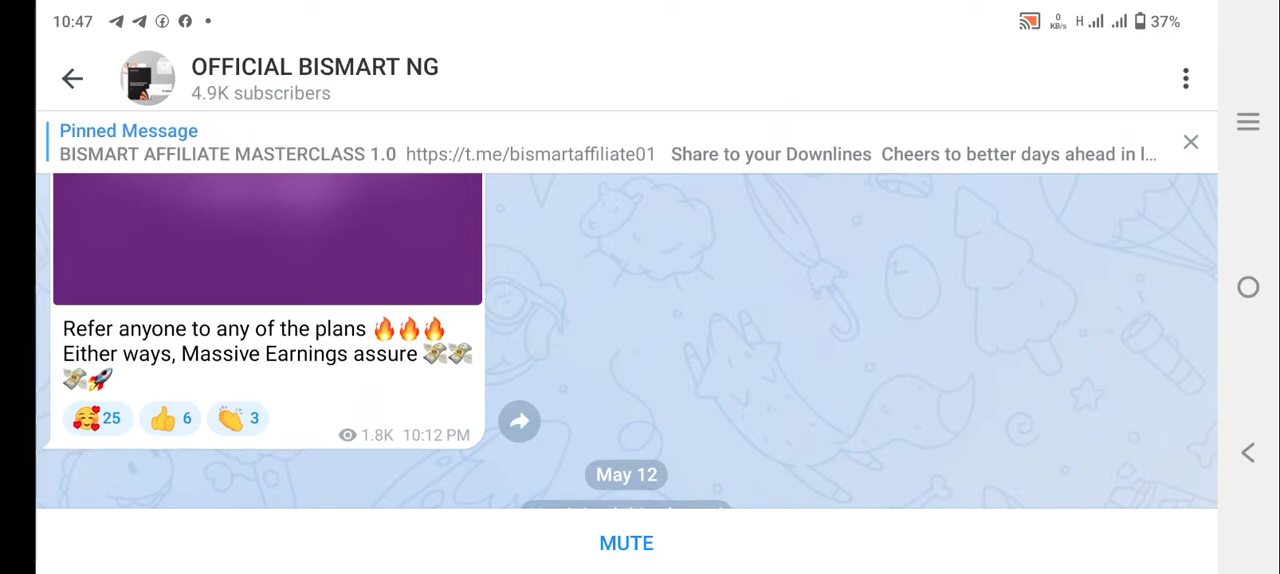 10:47
0 KB/s H 37%
OFFICIAL BISMART NG
4.9K subscribers
Pinned Message
BISMART AFFILIATE MASTERCLASS 1.0 https://t.me/bismartaffiliate01 Share to your Downlines Cheers to better days ahead in l...
Refer anyone to any of the plans 🔥🔥🔥
Either ways, Massive Earnings assure 💸💸
💸🚀
🥰 25 👍 6 👏 3
1.8K 10:12 PM
May 12
MUTE